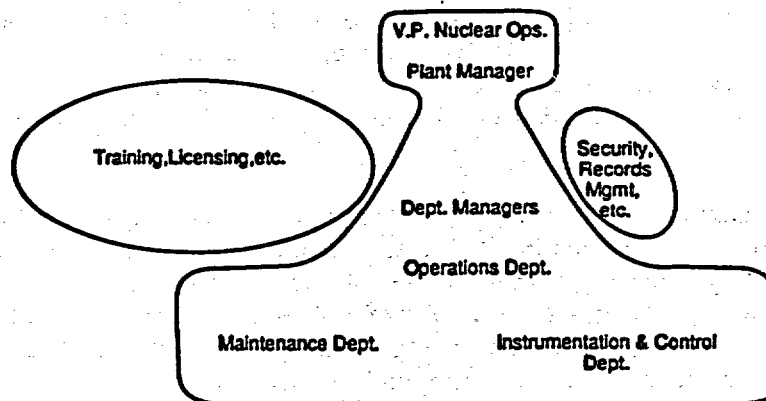 V.P. Nuclear Ops.
Plant Manager
Training,Licensing,etc.
Security,
Records
Mgmt,
etc.
Dept. Managers
Operations Dept.
Maintenance Dept.
Instrumentation & Control
Dept.